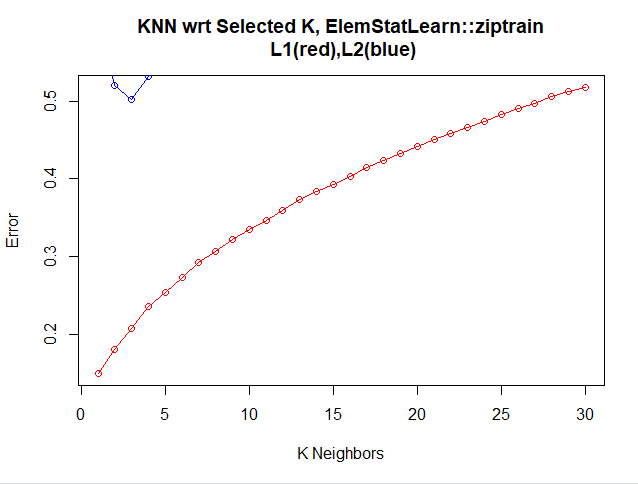 KNN wrt Selected K, ElemStatLearn::ziptrain
L1(red),L2(blue)
0.5
0.4
0.3
0.2
Error
0 5 10 15 20 25 30
K Neighbors